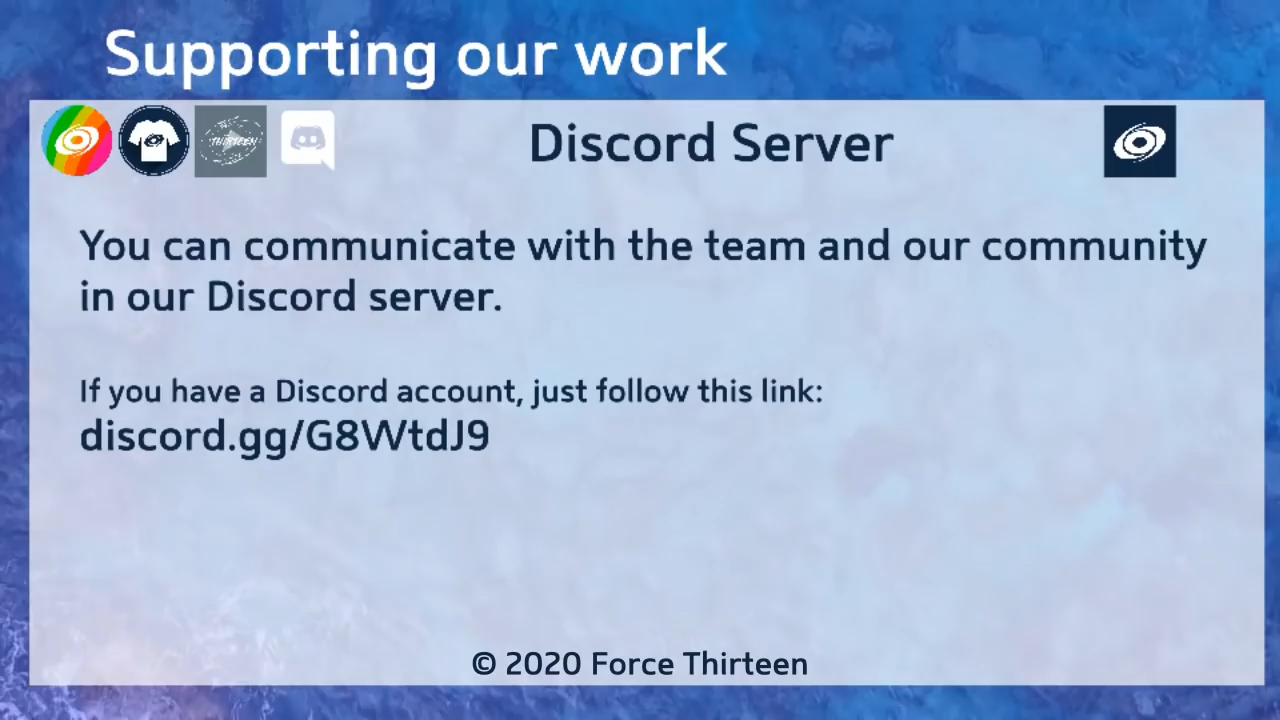 Supporting our work
THIRTEEN
Discord Server
You can communicate with the team and our community
in our Discord server.
If you have a Discord account, just follow this link:
discord.gg/G8WtdJ9
© 2020 Force Thirteen